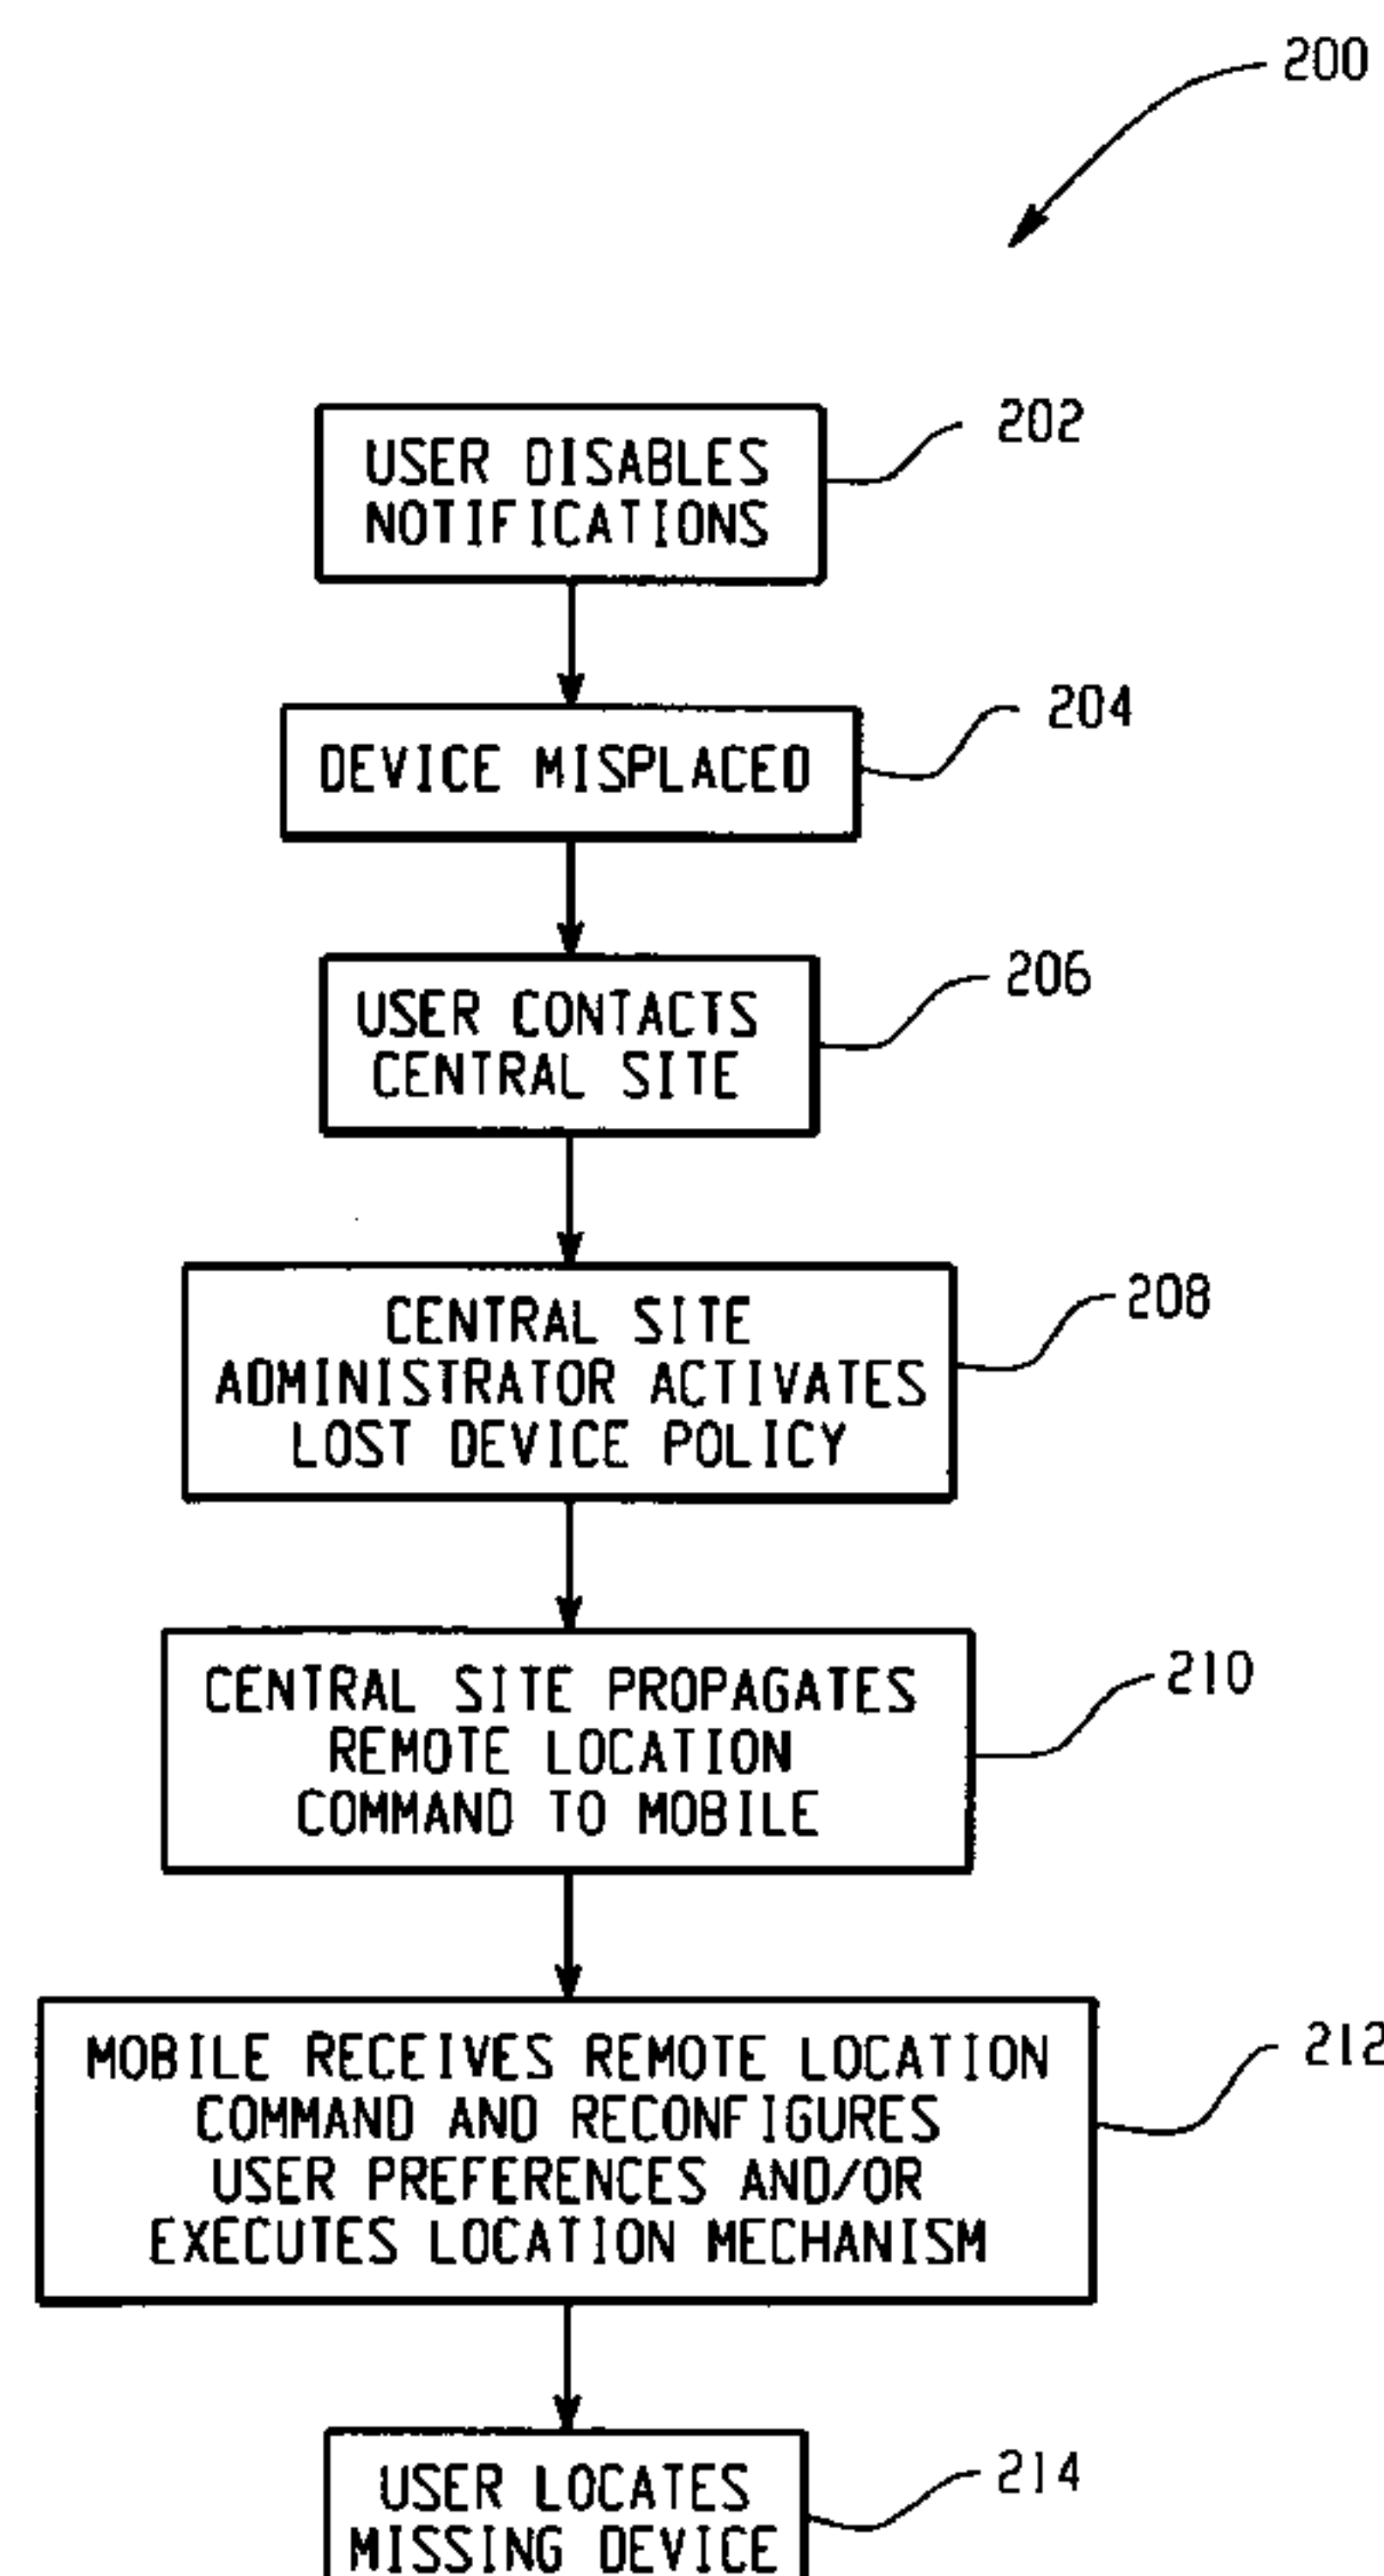 200
USER DISABLES
NOTIFICATIONS
202
DEVICE MISPLACED
204
USER CONTACTS
CENTRAL SITE
206
CENTRAL SITE
ADMINISTRATOR ACTIVATES
LOST DEVICE POLICY
208
CENTRAL SITE PROPAGATES
REMOTE LOCATION
COMMAND TO MOBILE
210
MOBILE RECEIVES REMOTE LOCATION
COMMAND AND RECONFIGURES
USER PREFERENCES AND/OR
EXECUTES LOCATION MECHANISM
212
USER LOCATES
MISSING DEVICE
214